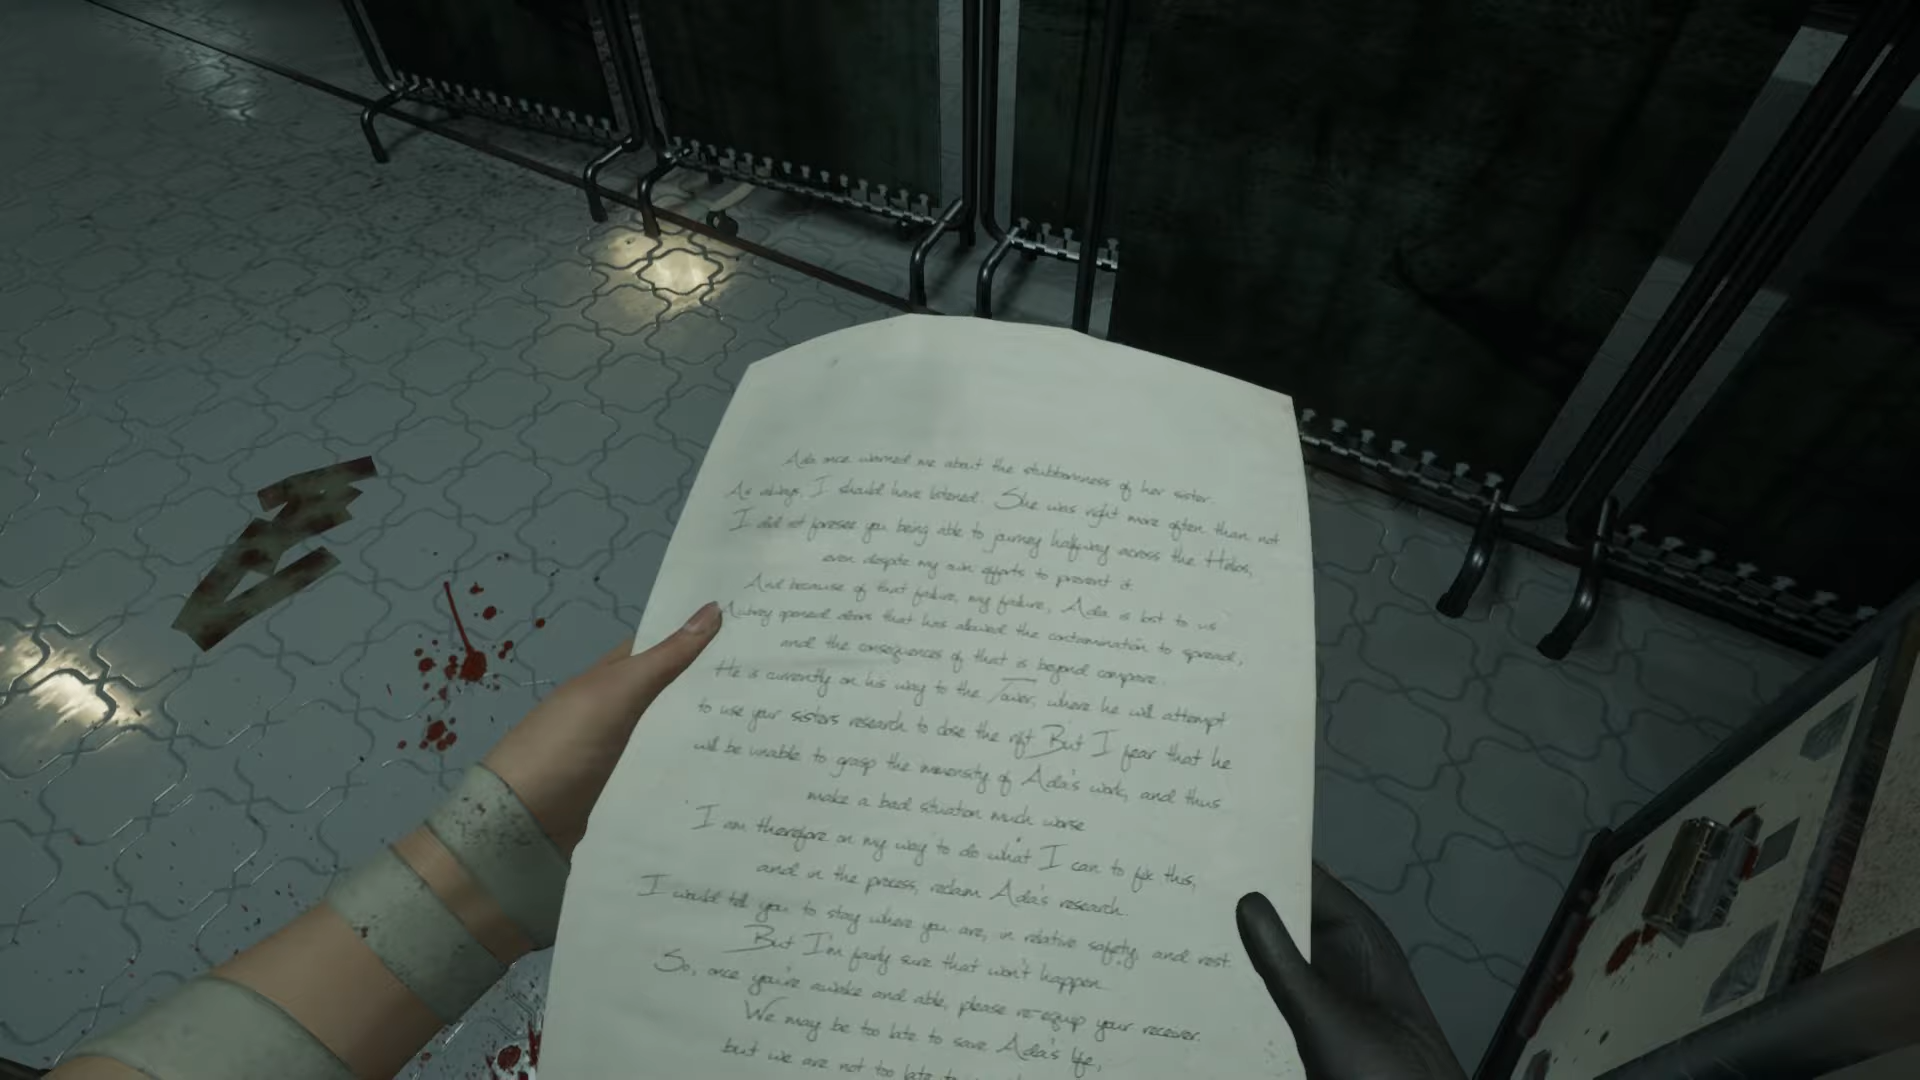 Ada once warned me about the stubbornness of her sister.
As always, I should have listened. She was right more often than not
I did not foresee you being able to journey halfway across the Helios,
even despite my own efforts to prevent it.
And because of that failure, my failure, Ada is lost to us
Aubrey opened doors that has allowed the contamination to spread,
and the consequences of that is beyond compare.
He is currently on his way to the Tower, where he will attempt
to use your sisters research to close the rift But I fear that he
will be unable to grasp the immensity of Ada's work, and thus
make a bad situation much worse
I am therefore on my way to do what I can to fix this,
and in the process, reclaim Ada's research.
I would tell you to stay where you are, in relative safety, and rest.
But I'm fairly sure that won't happen.
So, once you're awake and able, please re-equip your receiver.
We may be too late to save Ada's life,
but we are not too late to